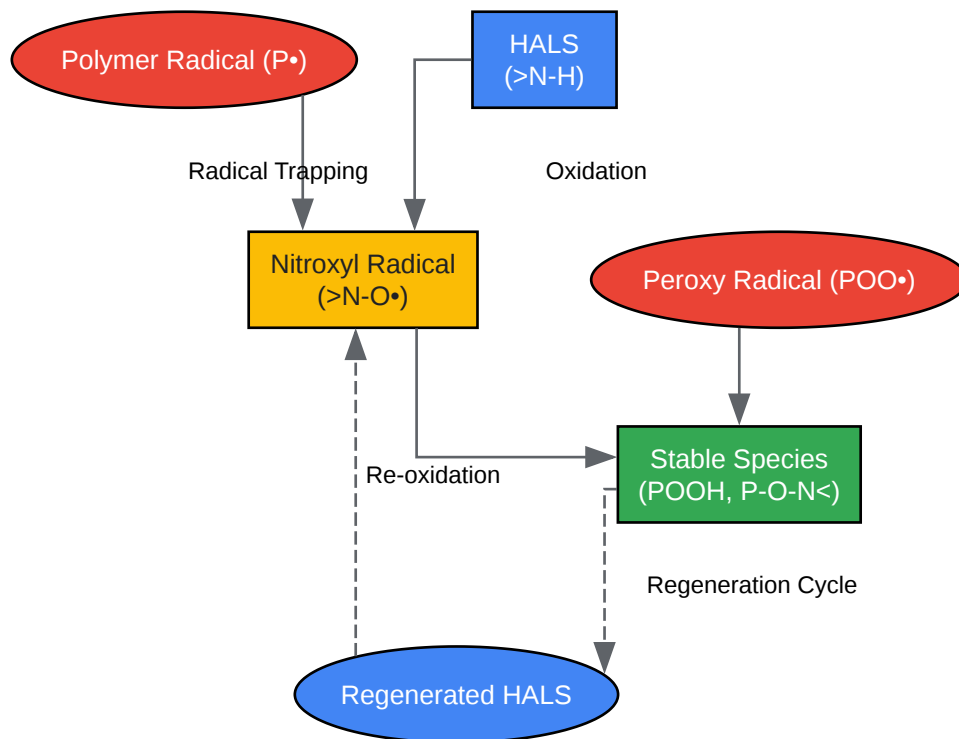 HALS
(>N-H)
Polymer Radical (P•)
Radical Trapping
Oxidation
Nitroxyl Radical
(>N-O•)
Peroxy Radical (POO•)
Stable Species
(POOH, P-O-N<)
Re-oxidation
Regeneration Cycle
Regenerated HALS